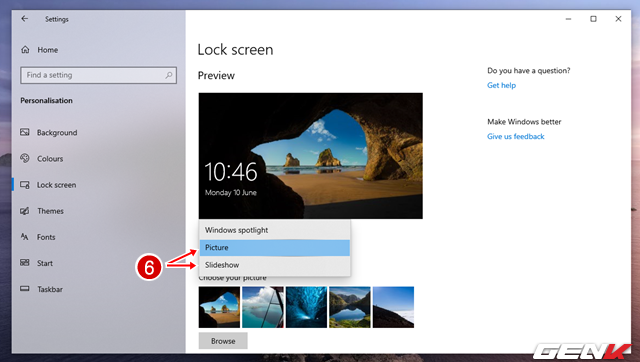 Settings
Home
Find a setting
Personalisation
Background
Colours
Lock screen
Themes
Fonts
Start
Taskbar
Lock screen
Preview
10:46
Monday 10 June
Windows spotlight
Picture
Slideshow
6
Choose your picture
Browse
Do you have a question?
Get help
Make Windows better
Give us feedback
GENK